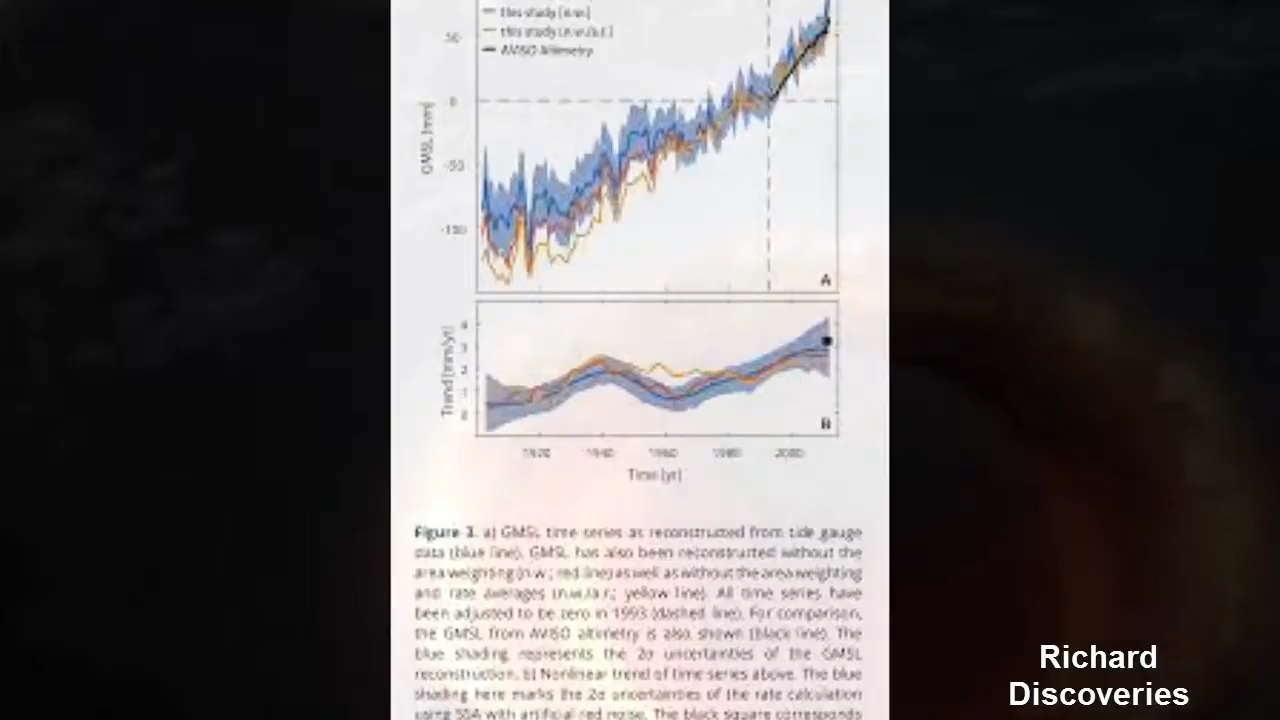 this study [n.w.]
this study [n.w./a.r.]
AVISO Altimetry
50
0
-50
-100
GMSL [mm]
A
4
3
2
1
0
Trend [mm/yr]
B
1920 1940 1960 1980 2000
Time [yr]
Figure 3. a) GMSL time series as reconstructed from tide gauge
data (blue line). GMSL has also been reconstructed without the
area weighting (n.w.; red line) as well as without the area weighting
and rate averages (n.w./a.r.; yellow line). All time series have
been adjusted to be zero in 1993 (dashed line). For comparison,
the GMSL from AVISO altimetry is also shown (black line). The
blue shading represents the 2σ uncertainties of the GMSL
reconstruction. b) Nonlinear trend of time series above. The blue
shading here marks the 2σ uncertainties of the rate calculation
using SSA with artificial red noise. The black square corresponds
Richard
Discoveries